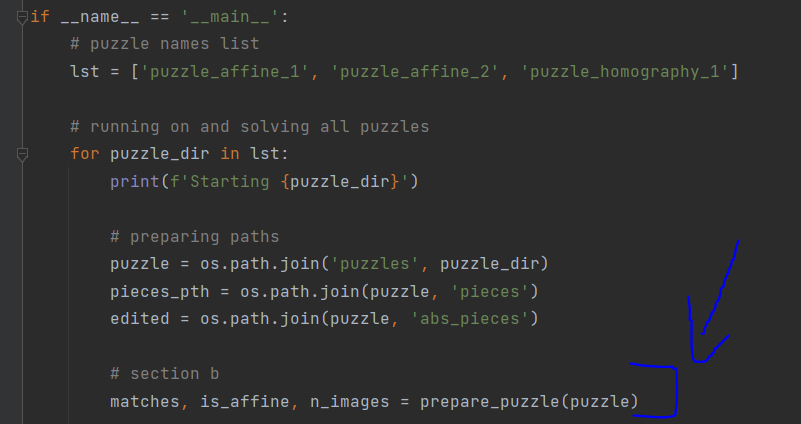 if __name__ == '__main__':
    # puzzle names list
    lst = ['puzzle_affine_1', 'puzzle_affine_2', 'puzzle_homography_1']

    # running on and solving all puzzles
    for puzzle_dir in lst:
        print(f'Starting {puzzle_dir}')

        # preparing paths
        puzzle = os.path.join('puzzles', puzzle_dir)
        pieces_pth = os.path.join(puzzle, 'pieces')
        edited = os.path.join(puzzle, 'abs_pieces')

        # section b
        matches, is_affine, n_images = prepare_puzzle(puzzle)